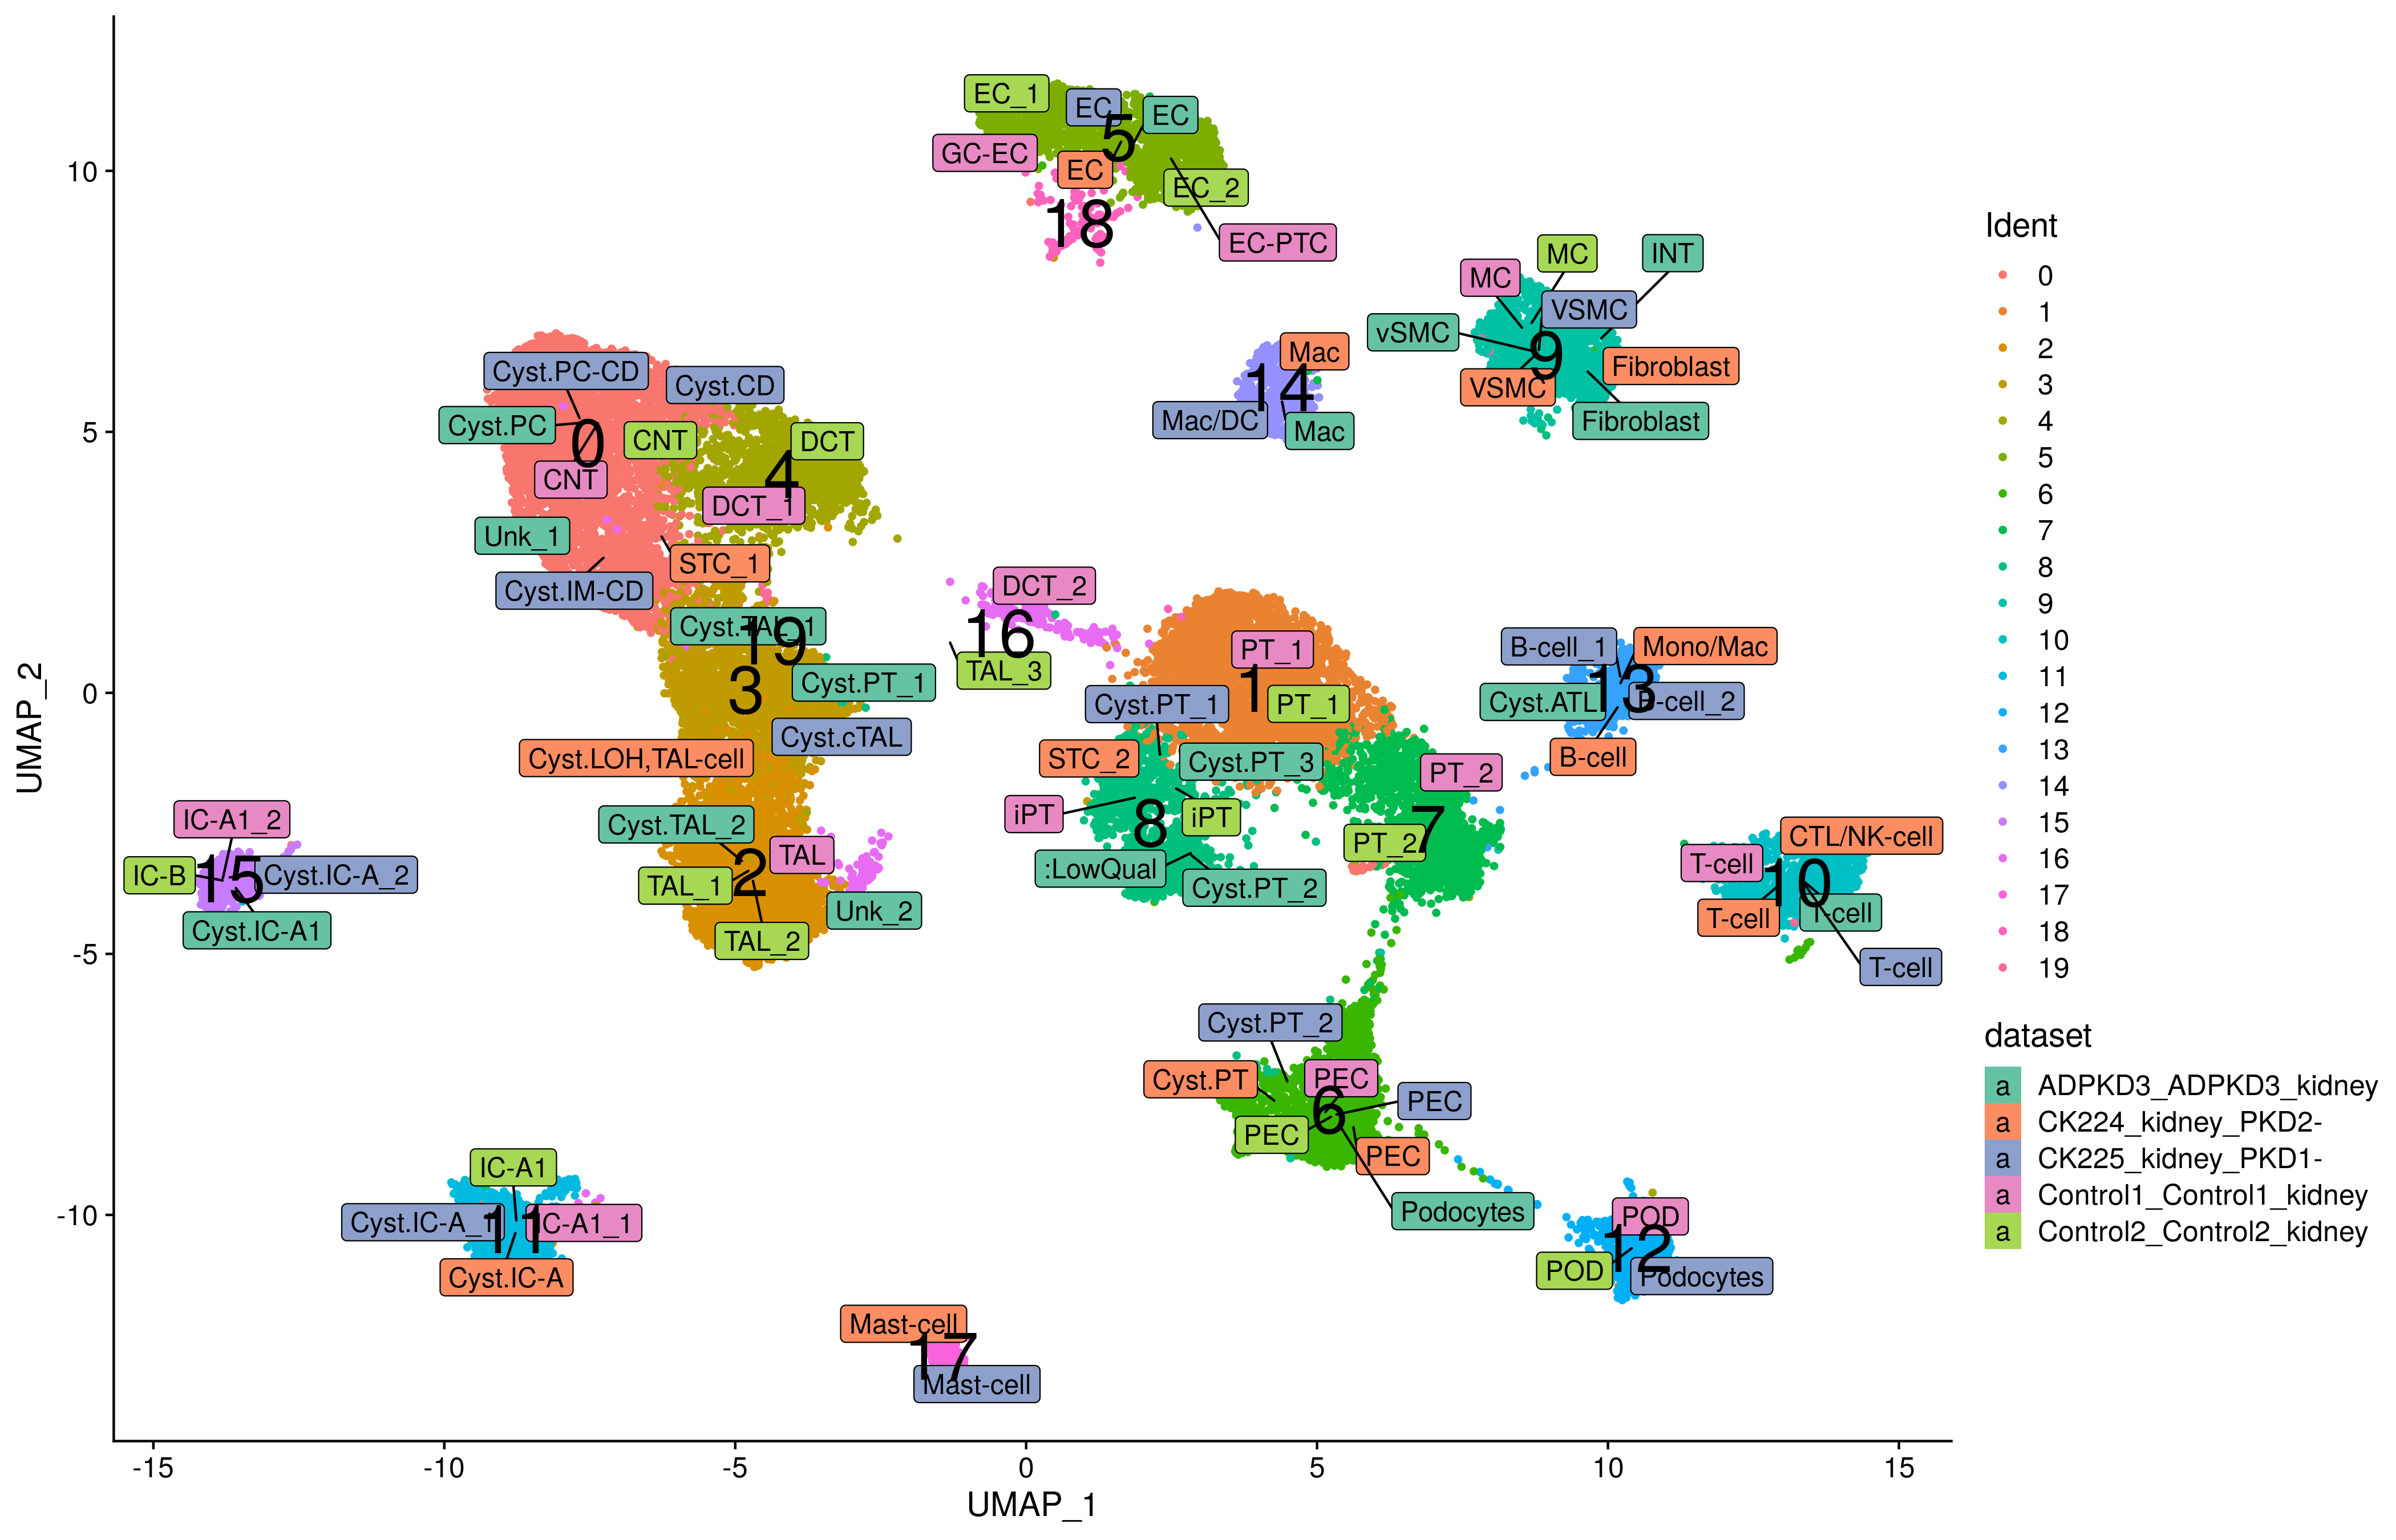 EC_1
EC
EC
5
GC-EC
EC
EC_2
18
EC-PTC
MC
MC
INT
VSMC
vSMC
9
Fibroblast
VSMC
Fibroblast
Mac
14
Mac/DC
Mac
Cyst.PC-CD
Cyst.CD
Cyst.PC
0
CNT
DCT
CNT
4
DCT_1
Unk_1
STC_1
Cyst.IM-CD
Cyst.TAL_1
19
3
Cyst.PT_1
Cyst.cTAL
Cyst.LOH,TAL-cell
DCT_2
16
TAL_3
PT_1
1
PT_1
Cyst.PT_1
STC_2
Cyst.PT_3
PT_2
iPT
8
iPT
7
PT_2
:LowQual
Cyst.PT_2
B-cell_1
Mono/Mac
13
Cyst.ATL
B-cell_2
B-cell
Cyst.TAL_2
TAL
2
TAL_1
Unk_2
TAL_2
IC-A1_2
IC-B
15
Cyst.IC-A_2
Cyst.IC-A1
CTL/NK-cell
T-cell
10
T-cell
T-cell
T-cell
Cyst.PT_2
Cyst.PT
PEC
6
PEC
PEC
PEC
Podocytes
POD
12
POD
Podocytes
IC-A1
Cyst.IC-A_1
11
IC-A1_1
Cyst.IC-A
Mast-cell
17
Mast-cell
UMAP_2
10
5
0
-5
-10
-15
-10
-5
0
5
10
15
UMAP_1
Ident
0
1
2
3
4
5
6
7
8
9
10
11
12
13
14
15
16
17
18
19
dataset
a ADPKD3_ADPKD3_kidney
a CK224_kidney_PKD2-
a CK225_kidney_PKD1-
a Control1_Control1_kidney
a Control2_Control2_kidney